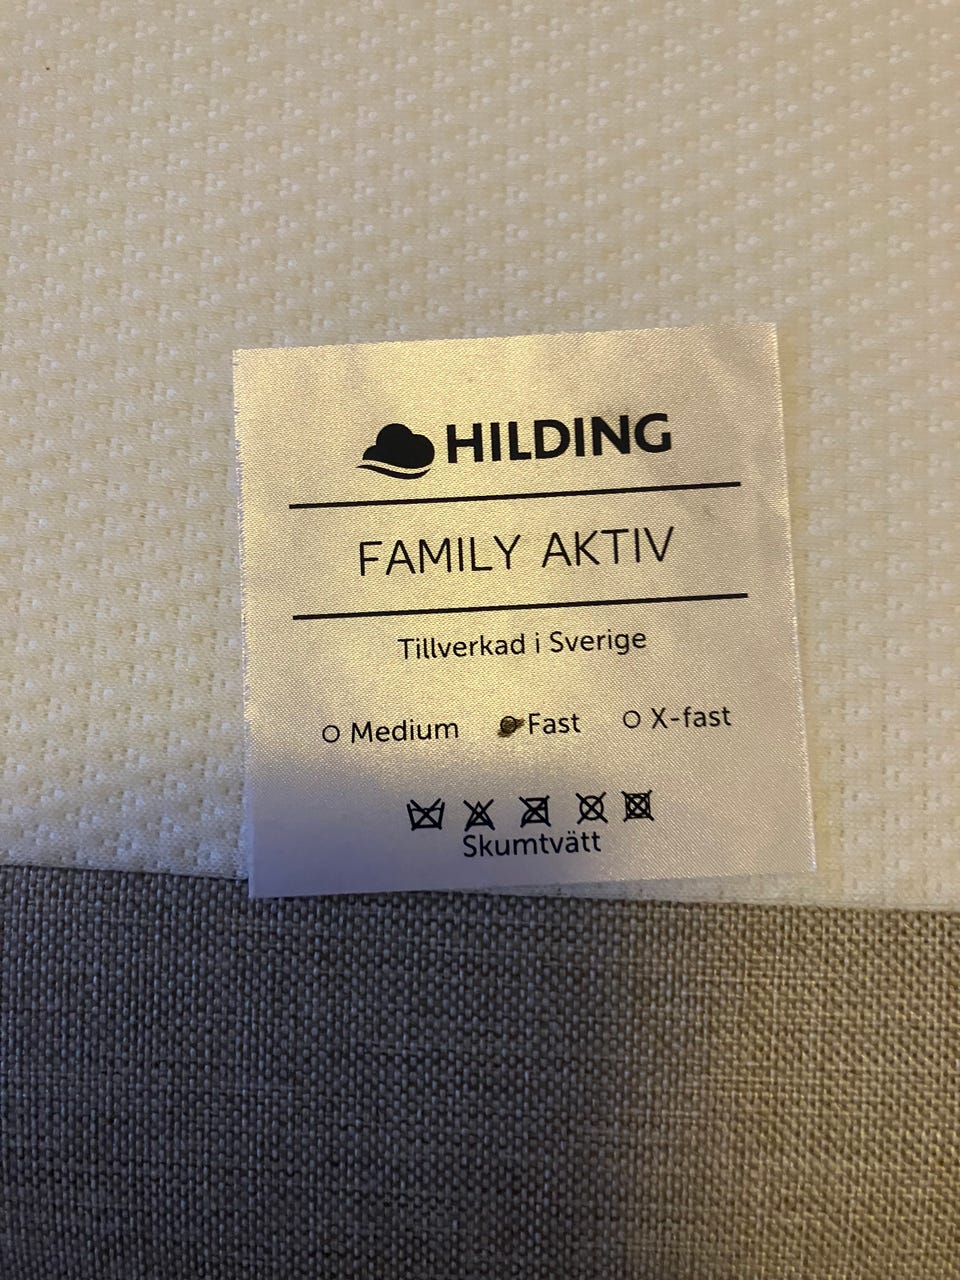 HILDING
FAMILY AKTIV
Tillverkad i Sverige
Medium Fast X-fast
Skumtvätt